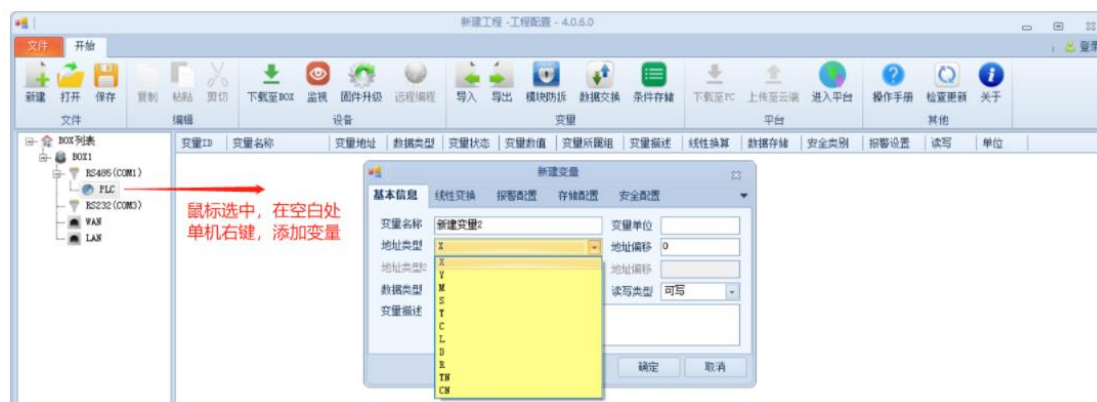 新建工程 -工程配置 - 4.0.6.0
文件 开始 登录
新建 打开 保存 复制 粘贴 剪切 下载至BOX 监视 固件升级 远程编程 导入 导出 模块防拆 数据交换 条件存储 下载至PC 上传至云端 进入平台 操作手册 检查更新 关于
文件 编辑 设备 变量 平台 其他
BOX列表
BOX1
RS485(COM1)
PLC
RS232(COM3)
WAN
LAN
变量ID 变量名称 变量地址 数据类型 变量状态 变量数值 变量所属组 变量描述 线性换算 数据存储 安全类别 报警设置 读写 单位
鼠标选中，在空白处
单机右键，添加变量
新建变量
基本信息 线性变换 报警配置 存储配置 安全配置
变量名称 新建变量2 变量单位
地址类型 X 地址偏移 0
地址类型2 地址偏移
数据类型 读写类型 可写
变量描述
X
Y
M
S
T
C
L
D
R
TN
CN
确定 取消